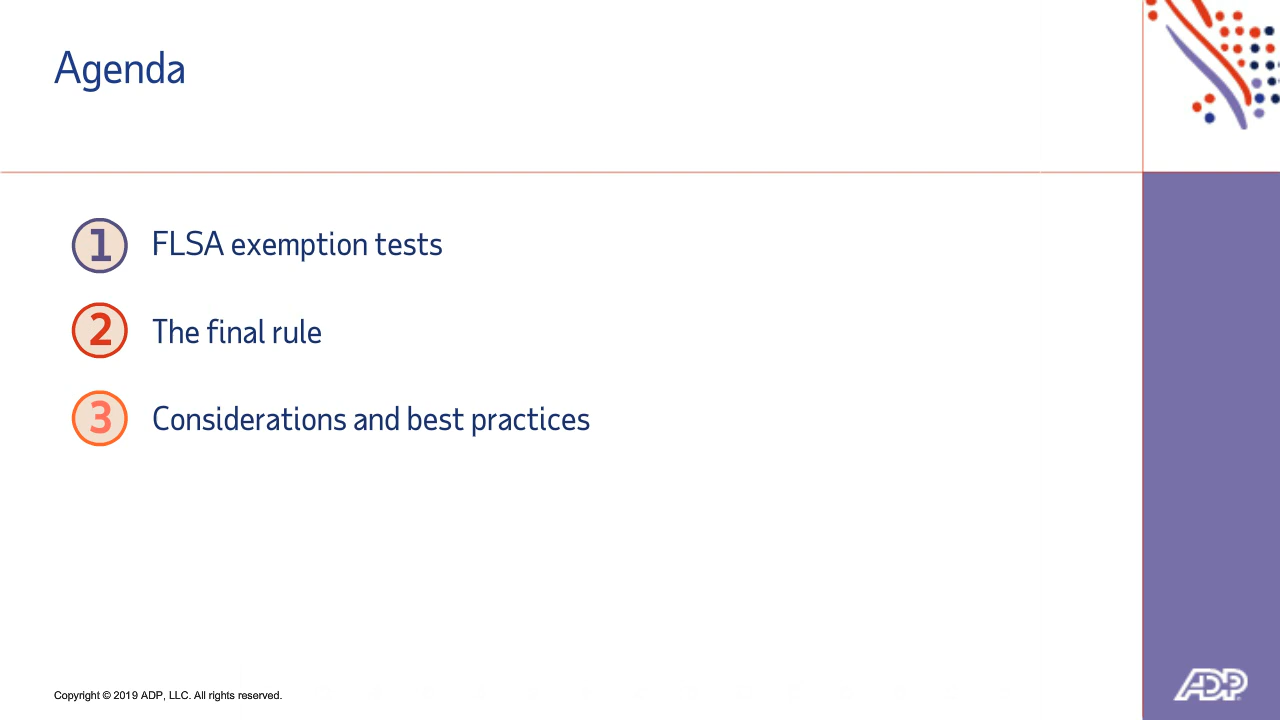 Agenda
1 FLSA exemption tests
2 The final rule
3 Considerations and best practices
Copyright © 2019 ADP, LLC. All rights reserved.
ADP